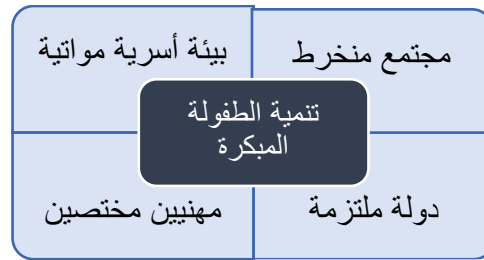 مجتمع منخرط
بيئة أسرية مواتية
تنمية الطفولة
المبكرة
دولة ملتزمة
مهنيين مختصين